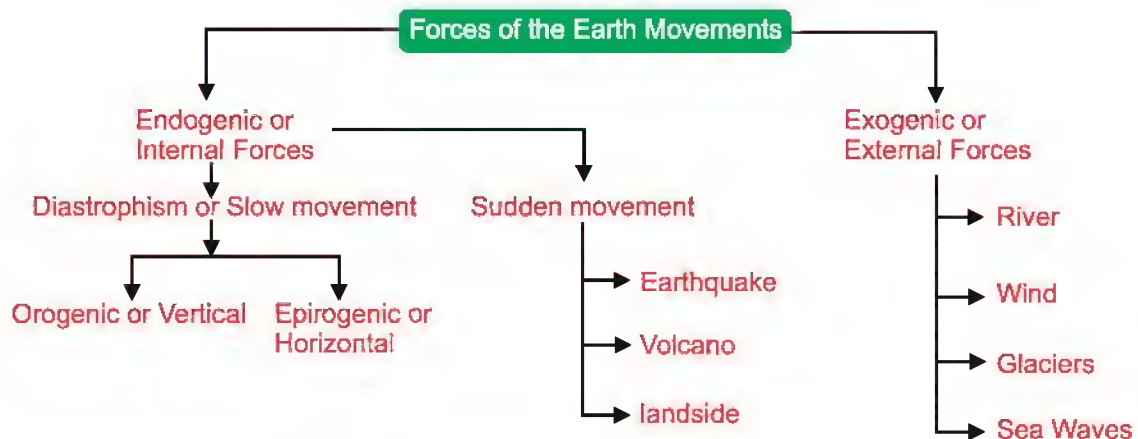 Forces of the Earth Movements
Endogenic or
Internal Forces
Exogenic or
External Forces
Diastrophism or Slow movement
Sudden movement
Orogenic or Vertical
Epirogenic or
Horizontal
Earthquake
Volcano
landside
River
Wind
Glaciers
Sea Waves